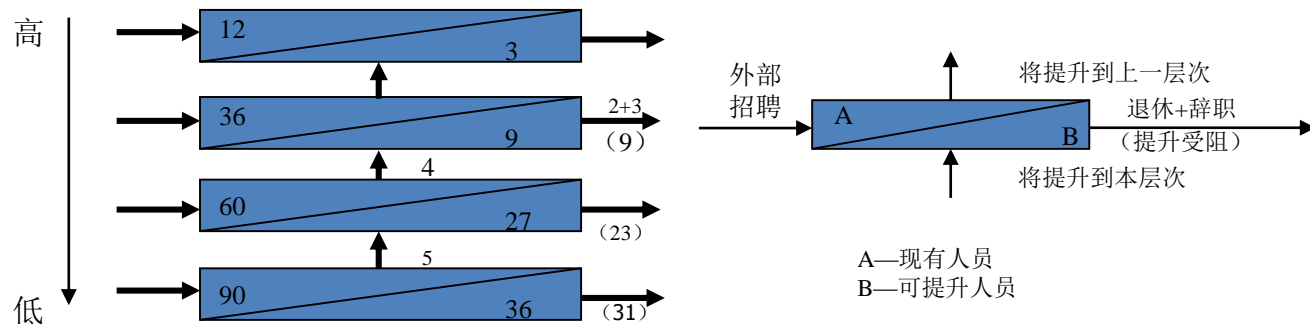 高
低
12
3
36
9
2+3
（9）
4
60
27
（23）
5
90
36
（31）
外部
招聘
A
B
将提升到上一层次
退休+辞职
（提升受阻）
将提升到本层次
A—现有人员
B—可提升人员